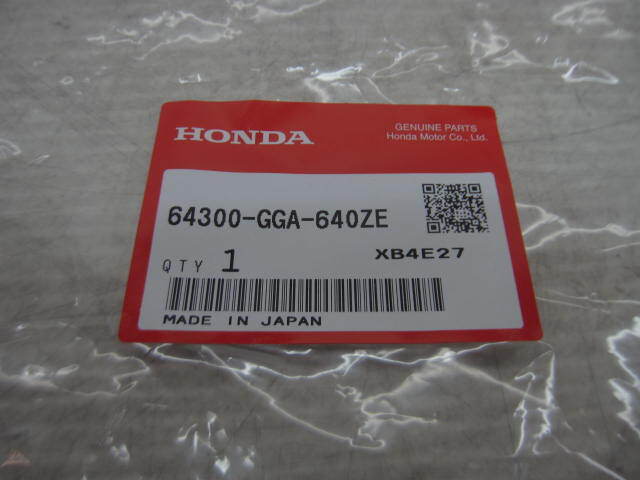 HONDA
GENUINE PARTS
Honda Motor Co., Ltd.
64300-GGA-640ZE
QTY 1
XB4E27
MADE IN JAPAN